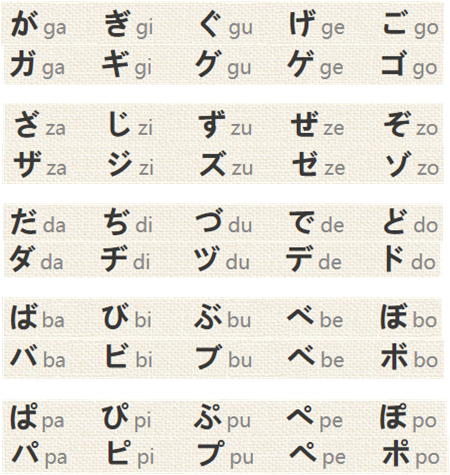 が ga ぎ gi ぐ gu げ ge ご go
ガ ga ギ gi グ gu ゲ ge ゴ go
ざ za じ zi ず zu ぜ ze ぞ zo
ザ za ジ zi ズ zu ゼ ze ゾ zo
だ da ぢ di づ du で de ど do
ダ da ヂ di ヅ du デ de ド do
ば ba び bi ぶ bu べ be ぼ bo
バ ba ビ bi ブ bu ベ be ボ bo
ぱ pa ぴ pi ぷ pu ぺ pe ぽ po
パ pa ピ pi プ pu ペ pe ポ po